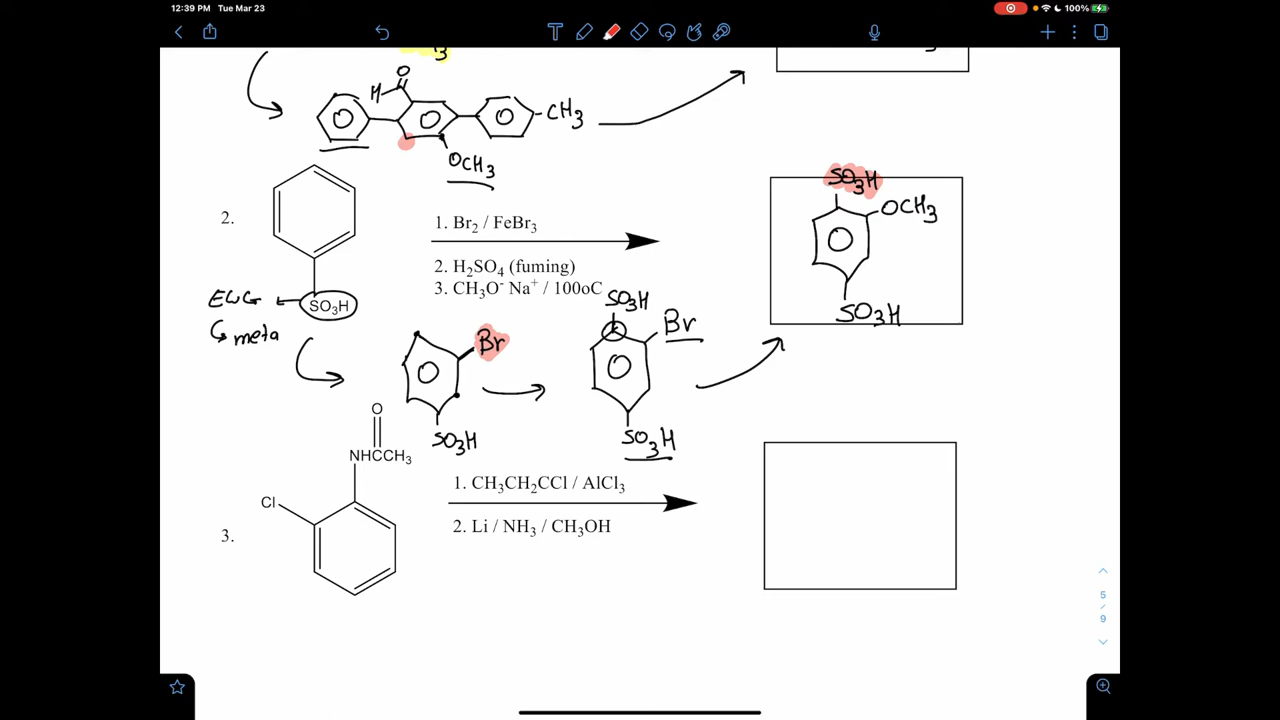 12:39 PM Tue Mar 23
100%
O
H
CH3
OCH3
2.
1. Br2 / FeBr3
2. H2SO4 (fuming)
3. CH3O- Na+ / 100oC
SO3H
OCH3
SO3H
EWG
SO3H
meta
Br
SO3H
SO3H
Br
SO3H
3.
O
NHCCH3
Cl
1. CH3CH2CCl / AlCl3
2. Li / NH3 / CH3OH
5
/
9